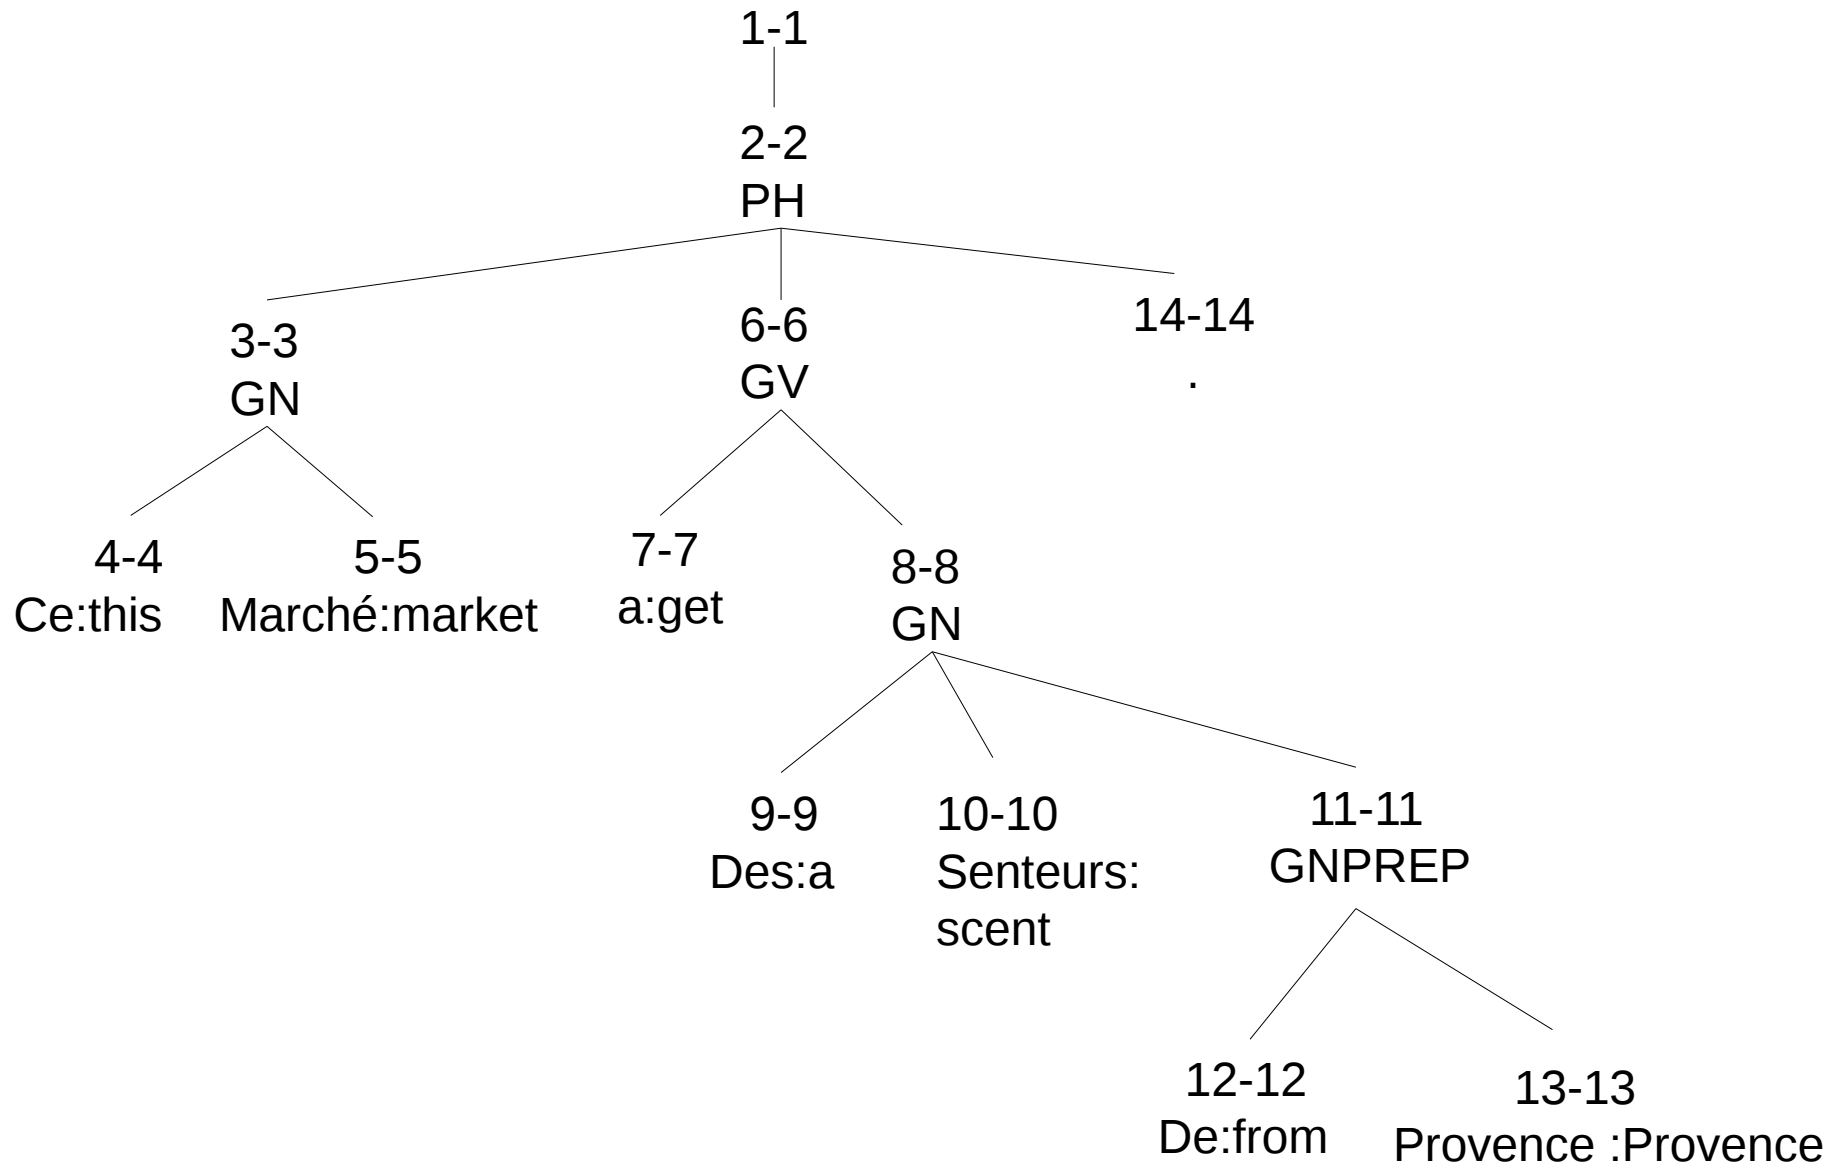 1-1
2-2
PH
3-3
GN
6-6
GV
14-14
.
4-4
Ce:this
5-5
Marché:market
7-7
a:get
8-8
GN
9-9
Des:a
10-10
Senteurs:
scent
11-11
GNPREP
12-12
De:from
13-13
Provence :Provence